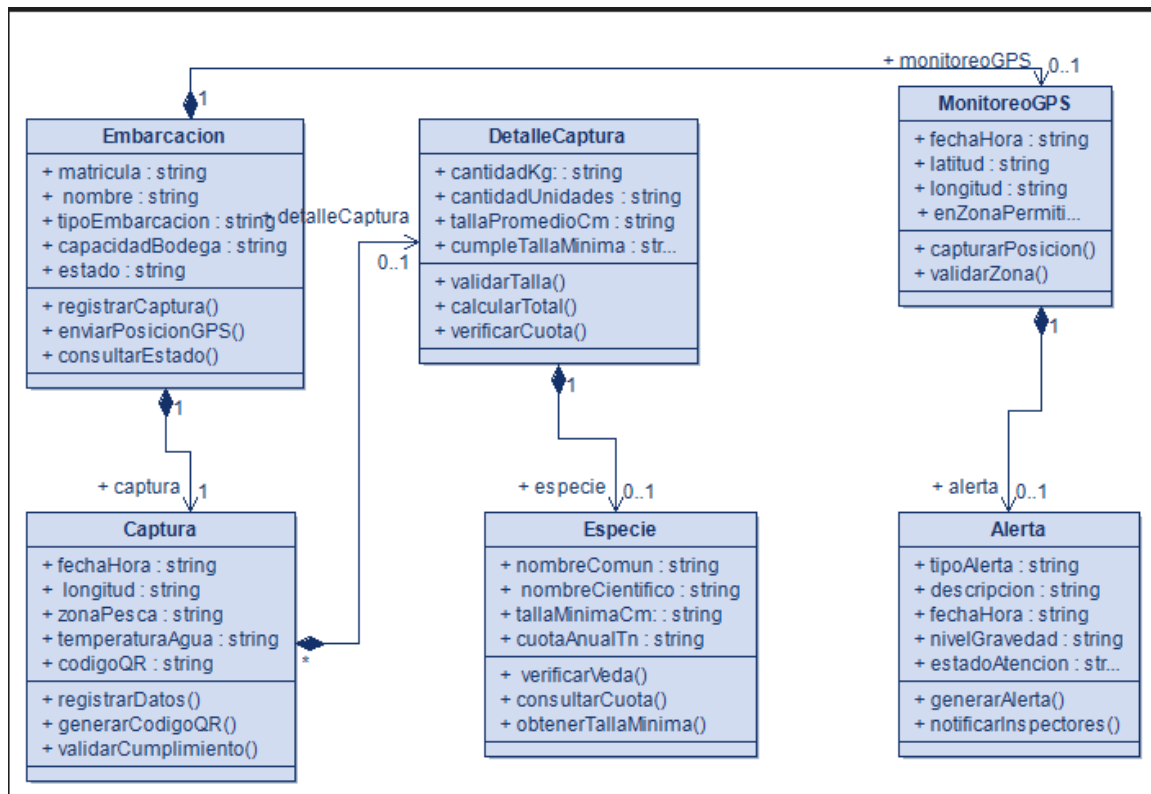 + monitoreoGPS
0..1
1
Embarcacion
+ matricula : string
+ nombre : string
+ tipoEmbarcacion : string
+ capacidadBodega : string
+ estado : string
+ registrarCaptura()
+ enviarPosicionGPS()
+ consultarEstado()
1
+ detalleCaptura
0..1
DetalleCaptura
+ cantidadKg: : string
+ cantidadUnidades : string
+ tallaPromedioCm : string
+ cumpleTallaMinima : str...
+ validarTalla()
+ calcularTotal()
+ verificarCuota()
1
MonitoreoGPS
+ fechaHora : string
+ latitud : string
+ longitud : string
+ enZonaPermiti...
+ capturarPosicion()
+ validarZona()
1
+ captura
1
Captura
+ fechaHora : string
+ longitud : string
+ zonaPesca : string
+ temperaturaAgua : string
+ codigoQR : string
+ registrarDatos()
+ generarCodigoQR()
+ validarCumplimiento()
*
+ especie
0..1
Especie
+ nombreComun : string
+ nombreCientifico : string
+ tallaMinimaCm: : string
+ cuotaAnualTn : string
+ verificarVeda()
+ consultarCuota()
+ obtenerTallaMinima()
+ alerta
0..1
Alerta
+ tipoAlerta : string
+ descripcion : string
+ fechaHora : string
+ nivelGravedad : string
+ estadoAtencion : str...
+ generarAlerta()
+ notificarInspectores()